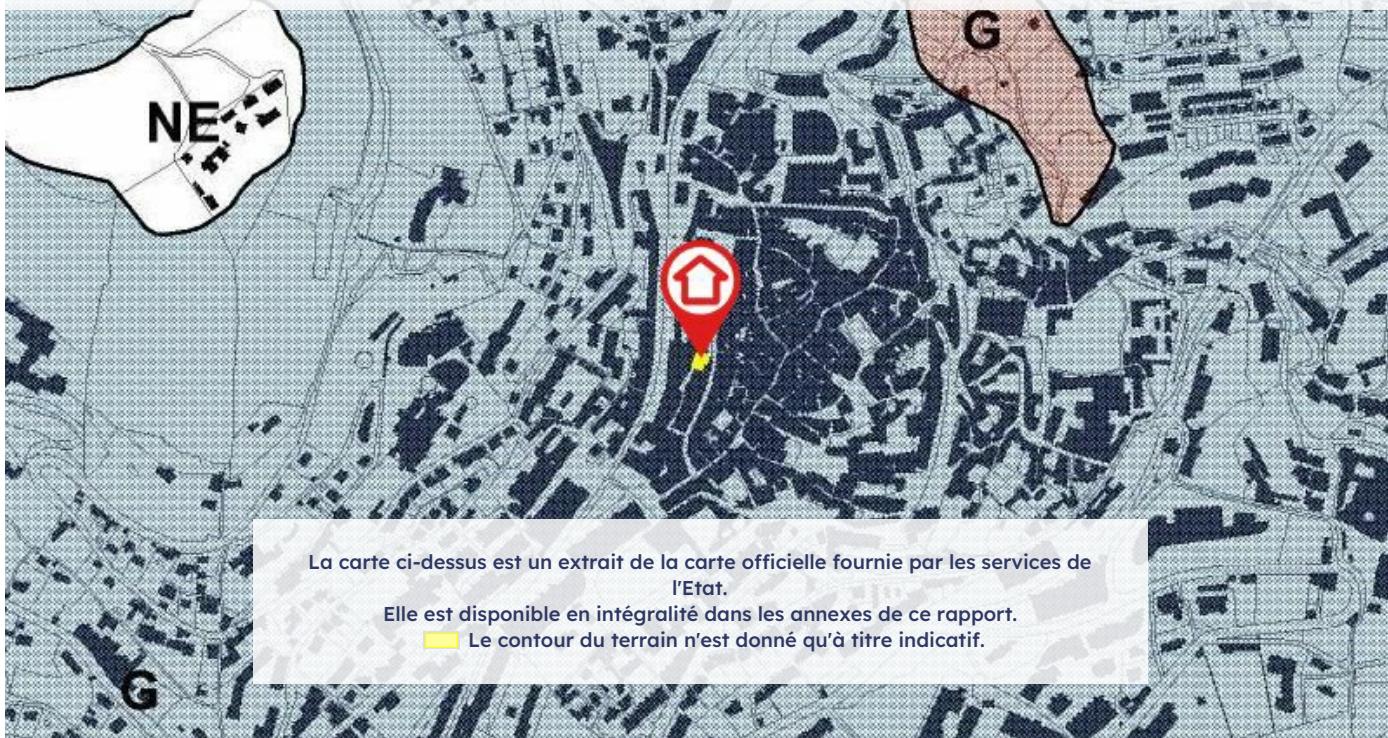 G
NE
La carte ci-dessus est un extrait de la carte officielle fournie par les services de
l'Etat.
Elle est disponible en intégralité dans les annexes de ce rapport.
Le contour du terrain n'est donné qu'à titre indicatif.
G